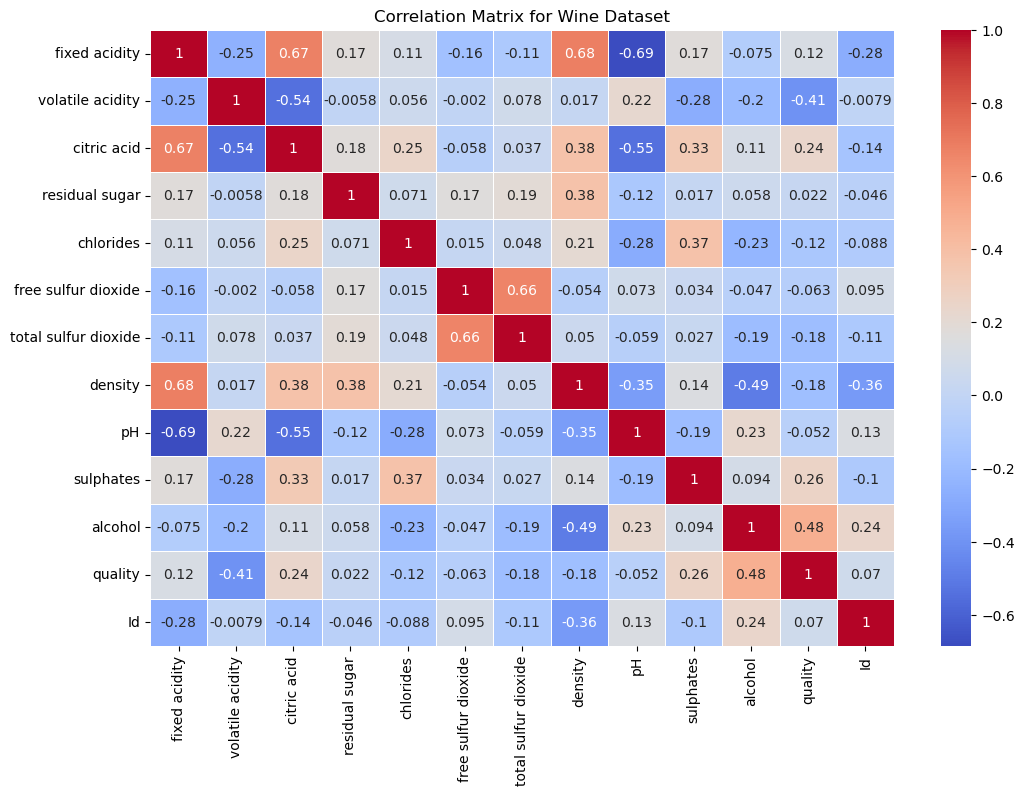 Correlation Matrix for Wine Dataset
fixed acidity 1 -0.25 0.67 0.17 0.11 -0.16 -0.11 0.68 -0.69 0.17 -0.075 0.12 -0.28
volatile acidity -0.25 1 -0.54 -0.0058 0.056 -0.002 0.078 0.017 0.22 -0.28 -0.2 -0.41 -0.0079
citric acid 0.67 -0.54 1 0.18 0.25 -0.058 0.037 0.38 -0.55 0.33 0.11 0.24 -0.14
residual sugar 0.17 -0.0058 0.18 1 0.071 0.17 0.19 0.38 -0.12 0.017 0.058 0.022 -0.046
chlorides 0.11 0.056 0.25 0.071 1 0.015 0.048 0.21 -0.28 0.37 -0.23 -0.12 -0.088
free sulfur dioxide -0.16 -0.002 -0.058 0.17 0.015 1 0.66 -0.054 0.073 0.034 -0.047 -0.063 0.095
total sulfur dioxide -0.11 0.078 0.037 0.19 0.048 0.66 1 0.05 -0.059 0.027 -0.19 -0.18 -0.11
density 0.68 0.017 0.38 0.38 0.21 -0.054 0.05 1 -0.35 0.14 -0.49 -0.18 -0.36
pH -0.69 0.22 -0.55 -0.12 -0.28 0.073 -0.059 -0.35 1 -0.19 0.23 -0.052 0.13
sulphates 0.17 -0.28 0.33 0.017 0.37 0.034 0.027 0.14 -0.19 1 0.094 0.26 -0.1
alcohol -0.075 -0.2 0.11 0.058 -0.23 -0.047 -0.19 -0.49 0.23 0.094 1 0.48 0.24
quality 0.12 -0.41 0.24 0.022 -0.12 -0.063 -0.18 -0.18 -0.052 0.26 0.48 1 0.07
Id -0.28 -0.0079 -0.14 -0.046 -0.088 0.095 -0.11 -0.36 0.13 -0.1 0.24 0.07 1
fixed acidity
volatile acidity
citric acid
residual sugar
chlorides
free sulfur dioxide
total sulfur dioxide
density
pH
sulphates
alcohol
quality
Id
1.0
0.8
0.6
0.4
0.2
0.0
−0.2
−0.4
−0.6